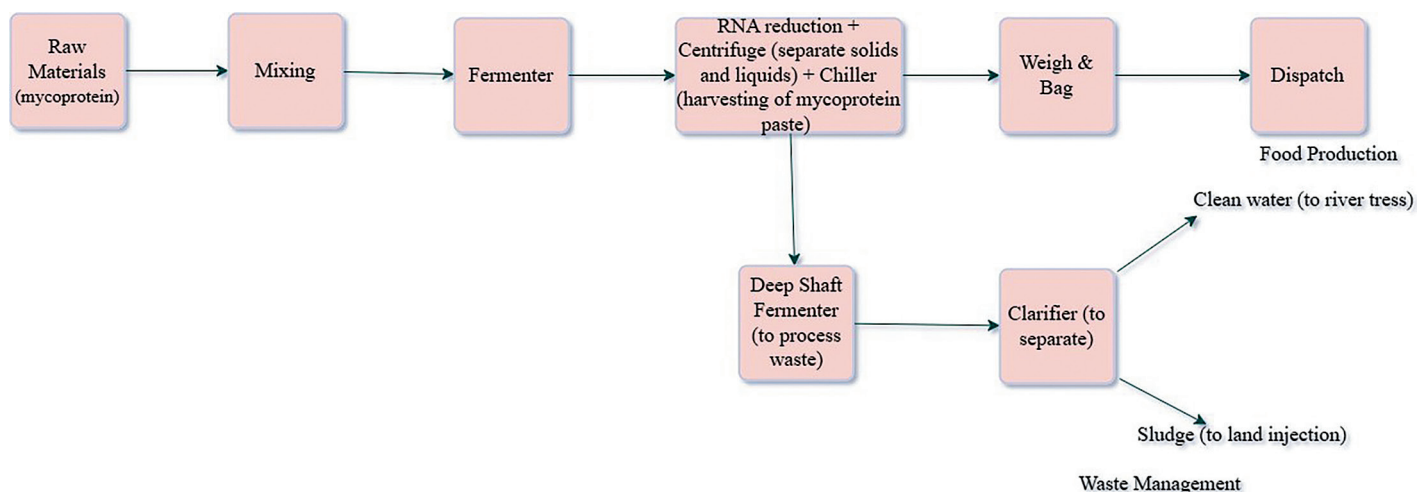 Raw
Materials
(mycoprotein)
Mixing
Fermenter
RNA reduction +
Centrifuge (separate solids
and liquids) + Chiller
(harvesting of mycoprotein
paste)
Weigh &
Bag
Dispatch
Food Production
Clean water (to river tress)
Deep Shaft
Fermenter
(to process
waste)
Clarifier (to
separate)
Sludge (to land injection)
Waste Management